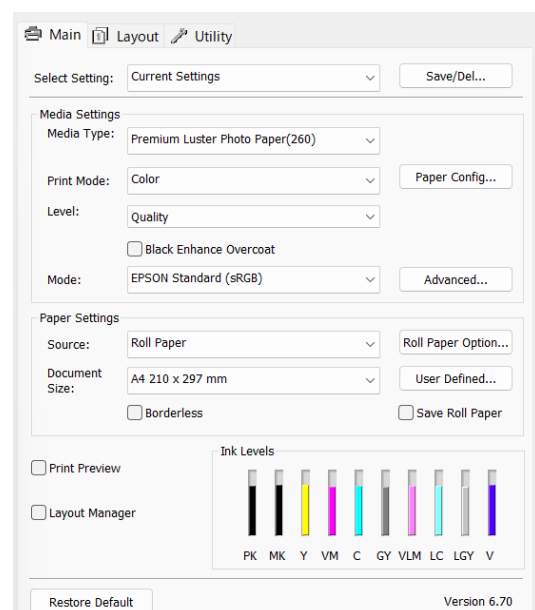 Main Layout Utility
Select Setting: Current Settings Save/Del...
Media Settings
Media Type: Premium Luster Photo Paper(260)
Print Mode: Color Paper Config...
Level: Quality
Black Enhance Overcoat
Mode: EPSON Standard (sRGB) Advanced...
Paper Settings
Source: Roll Paper Roll Paper Option...
Document
Size: A4 210 x 297 mm User Defined...
Borderless Save Roll Paper
Ink Levels
Print Preview
Layout Manager
PK MK Y VM C GY VLM LC LGY V
Restore Default Version 6.70